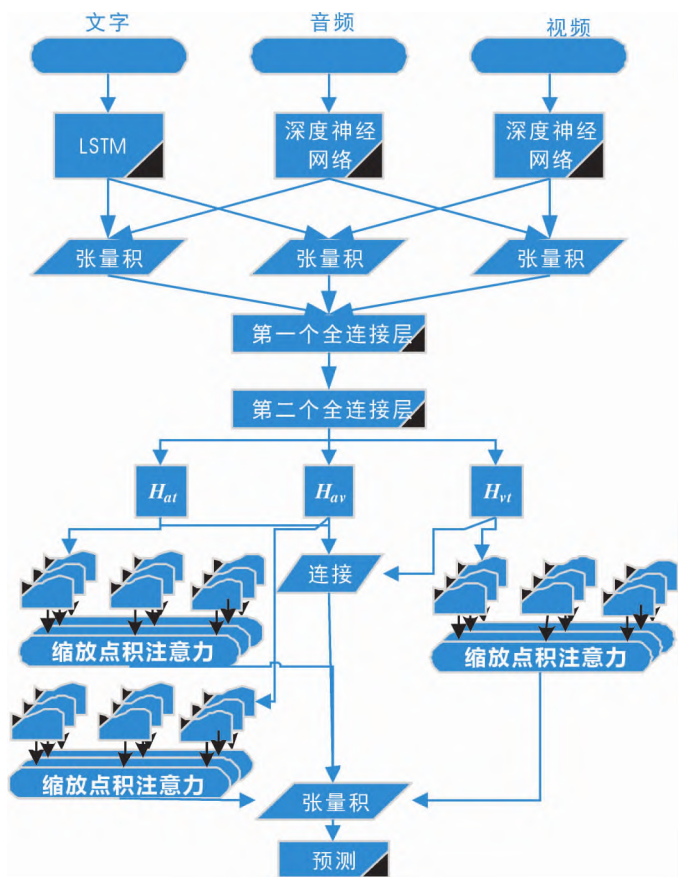 文字 音频 视频
LSTM
深度神经
网络
深度神经
网络
张量积 张量积 张量积
第一个全连接层
第二个全连接层
Hat Hav Hvt
连接
缩放点积注意力
缩放点积注意力
缩放点积注意力
张量积
预测